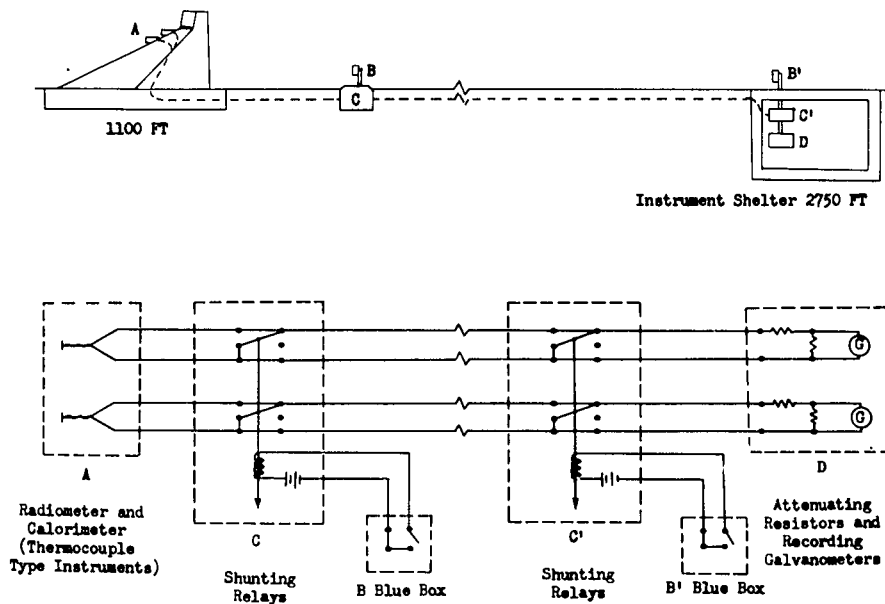 A
B
B'
C
C'
D
1100 FT
Instrument Shelter 2750 FT
G
G
A
Radiometer and
Calorimeter
(Thermocouple
Type Instruments)
C
Shunting
Relays
B Blue Box
C'
Shunting
Relays
B' Blue Box
D
Attenuating
Resistors and
Recording
Galvanometers